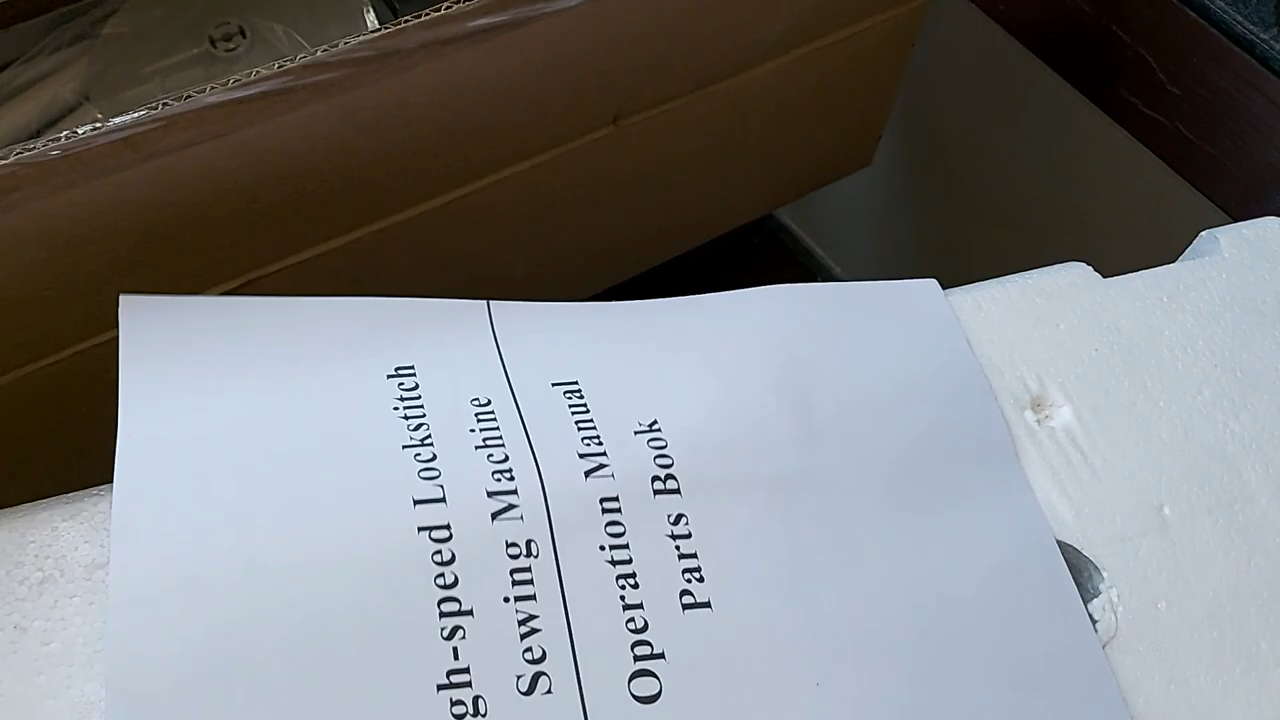 gh-speed Lockstitch
Sewing Machine
Operation Manual
Parts Book